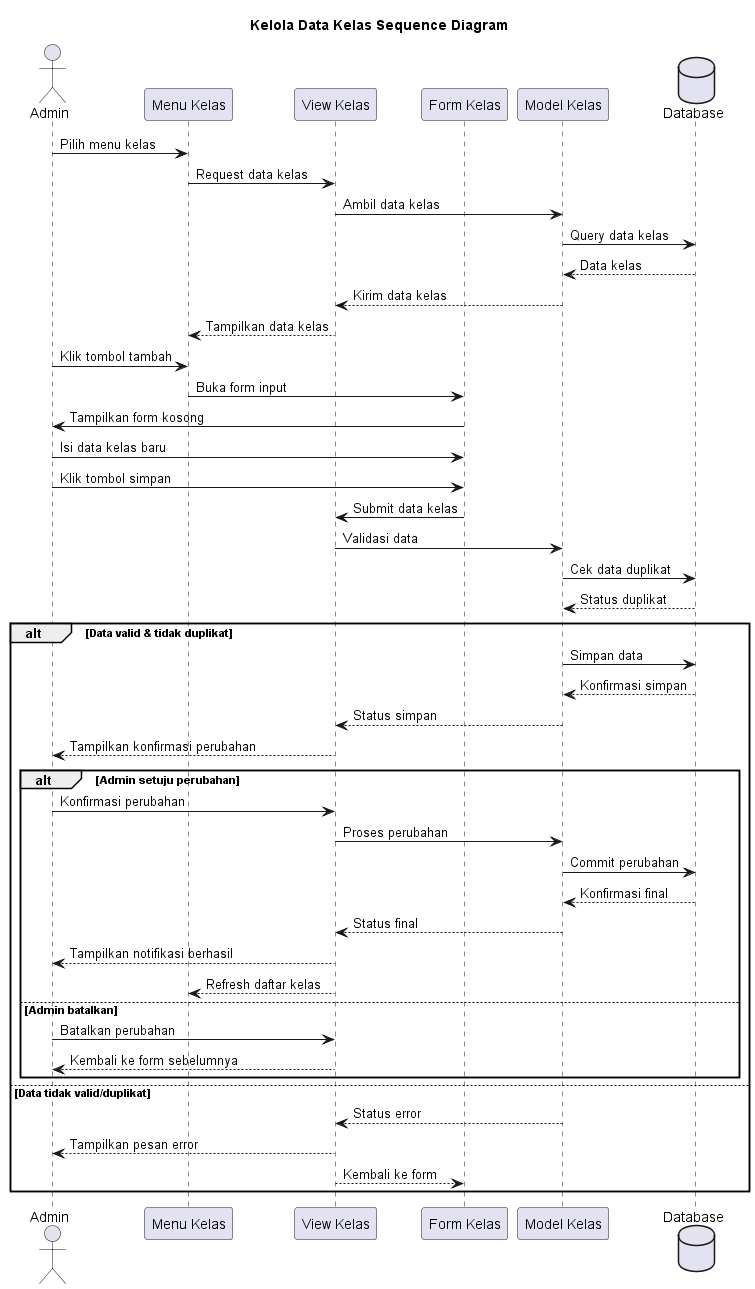 Kelola Data Kelas Sequence Diagram
Admin
Menu Kelas
View Kelas
Form Kelas
Model Kelas
Database
Pilih menu kelas
Request data kelas
Ambil data kelas
Query data kelas
Data kelas
Kirim data kelas
Tampilkan data kelas
Klik tombol tambah
Buka form input
Tampilkan form kosong
Isi data kelas baru
Klik tombol simpan
Submit data kelas
Validasi data
Cek data duplikat
Status duplikat
alt [Data valid & tidak duplikat]
Simpan data
Konfirmasi simpan
Status simpan
Tampilkan konfirmasi perubahan
alt [Admin setuju perubahan]
Konfirmasi perubahan
Proses perubahan
Commit perubahan
Konfirmasi final
Status final
Tampilkan notifikasi berhasil
Refresh daftar kelas
[Admin batalkan]
Batalkan perubahan
Kembali ke form sebelumnya
[Data tidak valid/duplikat]
Status error
Tampilkan pesan error
Kembali ke form
Admin
Menu Kelas
View Kelas
Form Kelas
Model Kelas
Database